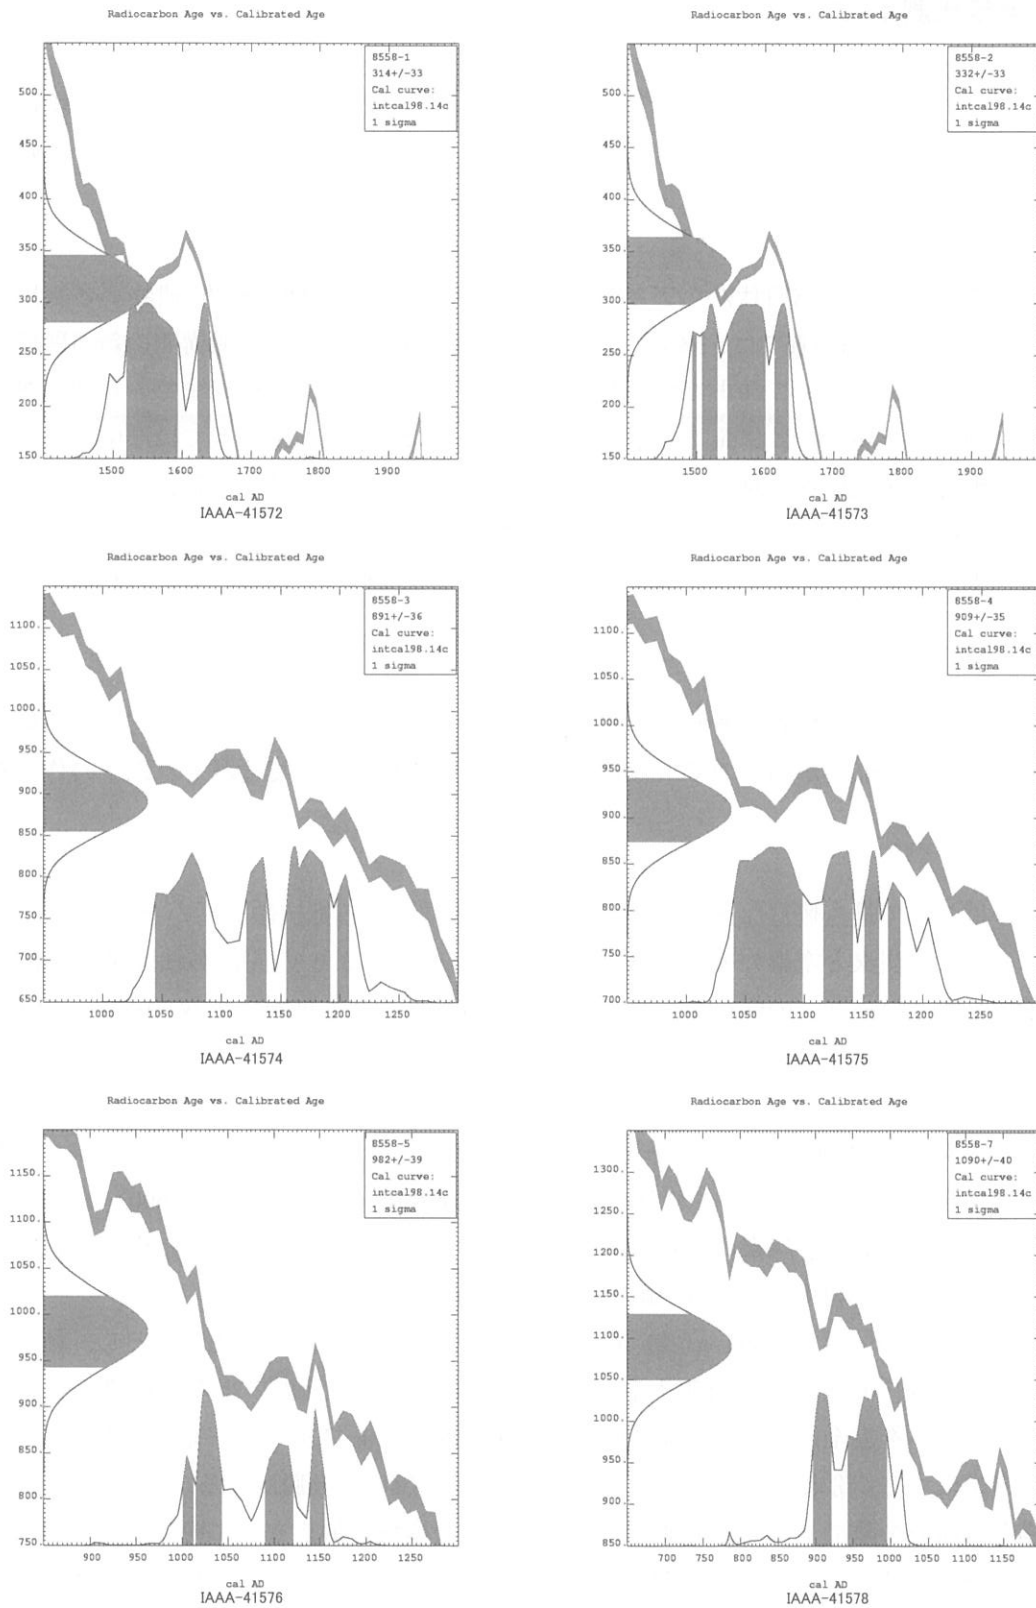 Radiocarbon Age vs. Calibrated Age
8558-1
314+/-33
Cal curve:
intcal98.14c
1 sigma
500.
450.
400.
350.
300.
250.
200.
150.
1500 1600 1700 1800 1900
cal AD
IAAA-41572
Radiocarbon Age vs. Calibrated Age
8558-2
332+/-33
Cal curve:
intcal98.14c
1 sigma
500.
450.
400.
350.
300.
250.
200.
150.
1500 1600 1700 1800 1900
cal AD
IAAA-41573
Radiocarbon Age vs. Calibrated Age
8558-3
891+/-36
Cal curve:
intcal98.14c
1 sigma
1100.
1050.
1000.
950.
900.
850.
800.
750.
700.
650.
1000 1050 1100 1150 1200 1250
cal AD
IAAA-41574
Radiocarbon Age vs. Calibrated Age
8558-4
909+/-35
Cal curve:
intcal98.14c
1 sigma
1100.
1050.
1000.
950.
900.
850.
800.
750.
700.
1000 1050 1100 1150 1200 1250
cal AD
IAAA-41575
Radiocarbon Age vs. Calibrated Age
8558-5
982+/-39
Cal curve:
intcal98.14c
1 sigma
1150.
1100.
1050.
1000.
950.
900.
850.
800.
750.
900 950 1000 1050 1100 1150 1200 1250
cal AD
IAAA-41576
Radiocarbon Age vs. Calibrated Age
8558-7
1090+/-40
Cal curve:
intcal98.14c
1 sigma
1300.
1250.
1200.
1150.
1100.
1050.
1000.
950.
900.
850.
700 750 800 850 900 950 1000 1050 1100 1150
cal AD
IAAA-41578